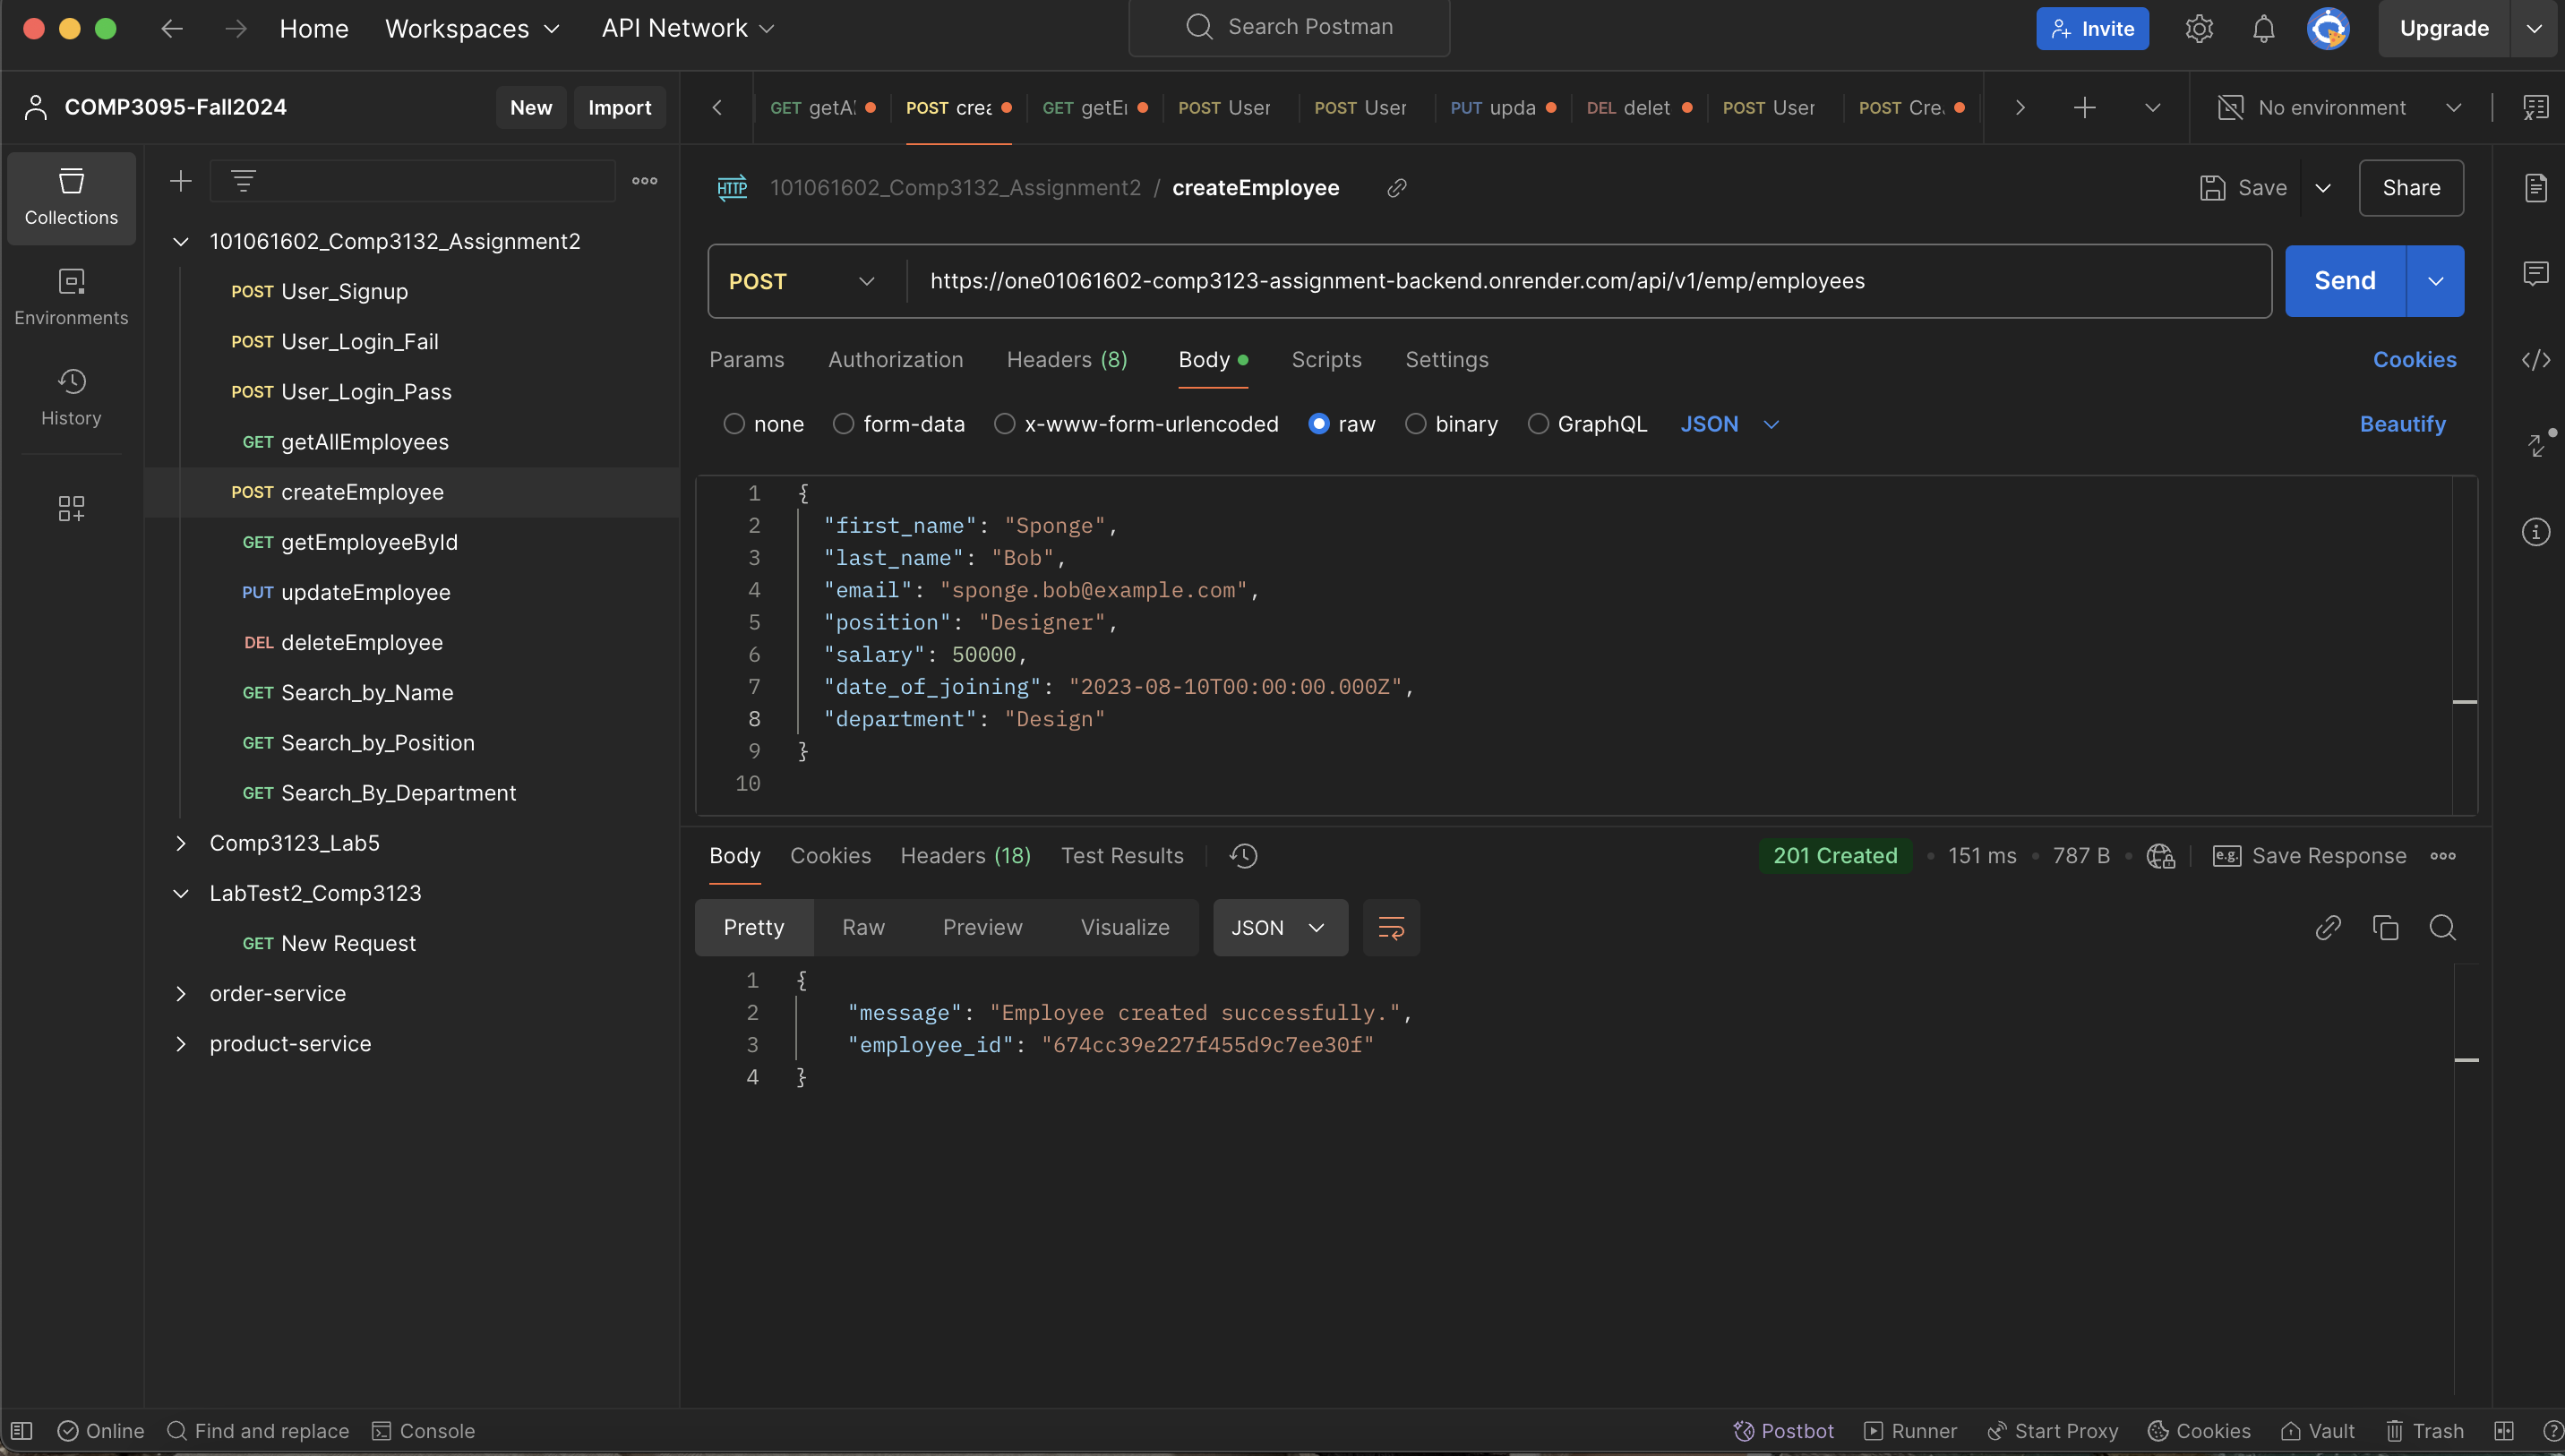 Home Workspaces API Network Search Postman Invite Upgrade
COMP3095-Fall2024 New Import GET getAl POST crea GET getEr POST User POST User PUT upda DEL delet POST User POST Cre No environment
HTTP 101061602_Comp3132_Assignment2 / createEmployee Save Share
Collections
Environments
History
101061602_Comp3132_Assignment2
POST User_Signup
POST User_Login_Fail
POST User_Login_Pass
GET getAllEmployees
POST createEmployee
GET getEmployeeById
PUT updateEmployee
DEL deleteEmployee
GET Search_by_Name
GET Search_by_Position
GET Search_By_Department
Comp3123_Lab5
LabTest2_Comp3123
GET New Request
order-service
product-service
POST https://one01061602-comp3123-assignment-backend.onrender.com/api/v1/emp/employees Send
Params Authorization Headers (8) Body Scripts Settings Cookies
none form-data x-www-form-urlencoded raw binary GraphQL JSON Beautify
1 {
2 "first_name": "Sponge",
3 "last_name": "Bob",
4 "email": "sponge.bob@example.com",
5 "position": "Designer",
6 "salary": 50000,
7 "date_of_joining": "2023-08-10T00:00:00.000Z",
8 "department": "Design"
9 }
10
Body Cookies Headers (18) Test Results 201 Created 151 ms 787 B e.g. Save Response
Pretty Raw Preview Visualize JSON
1 {
2 "message": "Employee created successfully.",
3 "employee_id": "674cc39e227f455d9c7ee30f"
4 }
Online Find and replace Console Postbot Runner Start Proxy Cookies Vault Trash